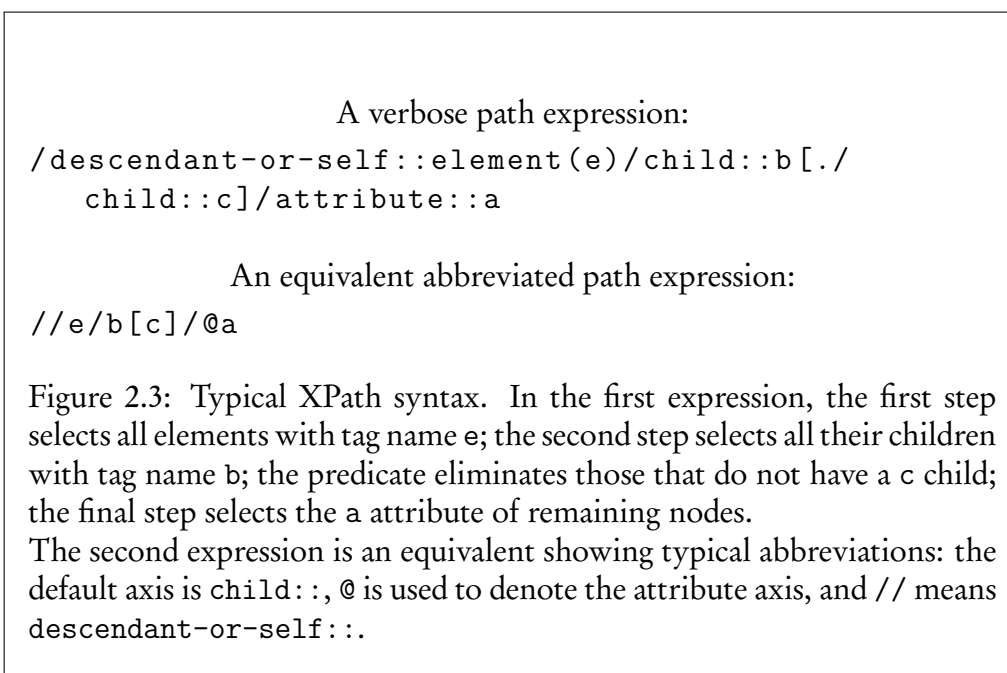 A verbose path expression:
/descendant-or-self::element(e)/child::b[./
child::c]/attribute::a
An equivalent abbreviated path expression:
//e/b[c]/@a
Figure 2.3: Typical XPath syntax. In the first expression, the first step
selects all elements with tag name e; the second step selects all their children
with tag name b; the predicate eliminates those that do not have a c child;
the final step selects the a attribute of remaining nodes.
The second expression is an equivalent showing typical abbreviations: the
default axis is child::, @ is used to denote the attribute axis, and // means
descendant-or-self::.